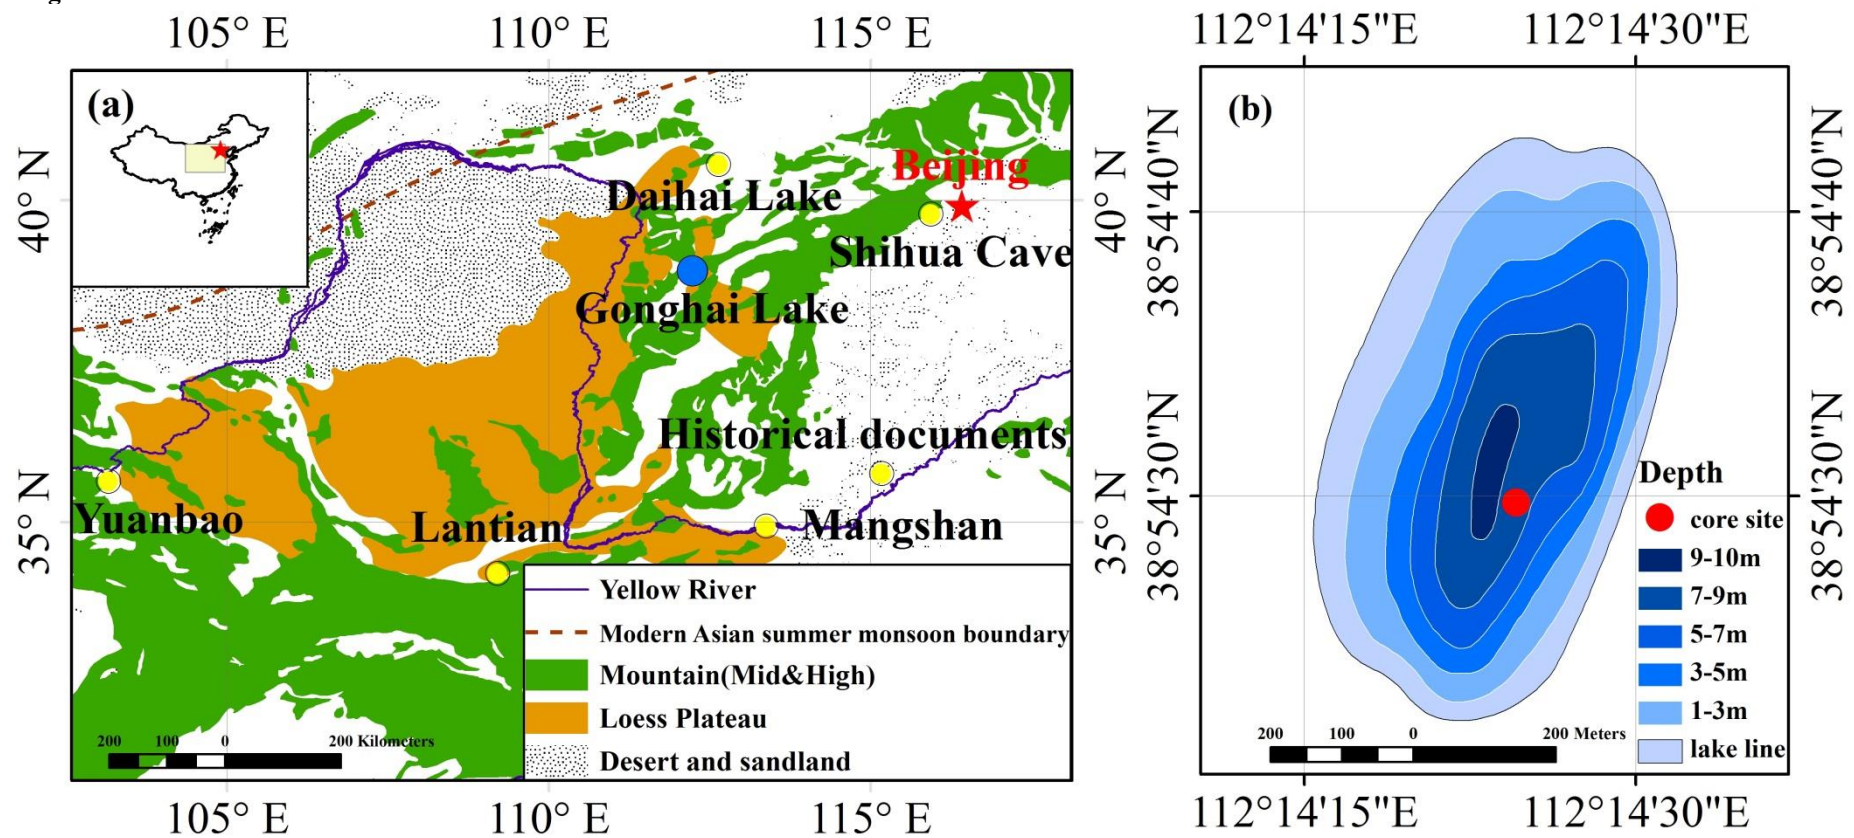 105° E 110° E 115° E
(a)
40° N
35° N
Beijing
Daihai Lake
Shihua Cave
Gonghai Lake
Historical documents
Yuanbao
Lantian
Mangshan
Yellow River
Modern Asian summer monsoon boundary
Mountain(Mid&High)
Loess Plateau
Desert and sandland
200 100 0 200 Kilometers
40° N
35° N
105° E 110° E 115° E
112°14'15"E 112°14'30"E
(b)
38°54'40"N
38°54'30"N
38°54'40"N
38°54'30"N
Depth
core site
9-10m
7-9m
5-7m
3-5m
1-3m
lake line
200 100 0 200 Meters
112°14'15"E 112°14'30"E